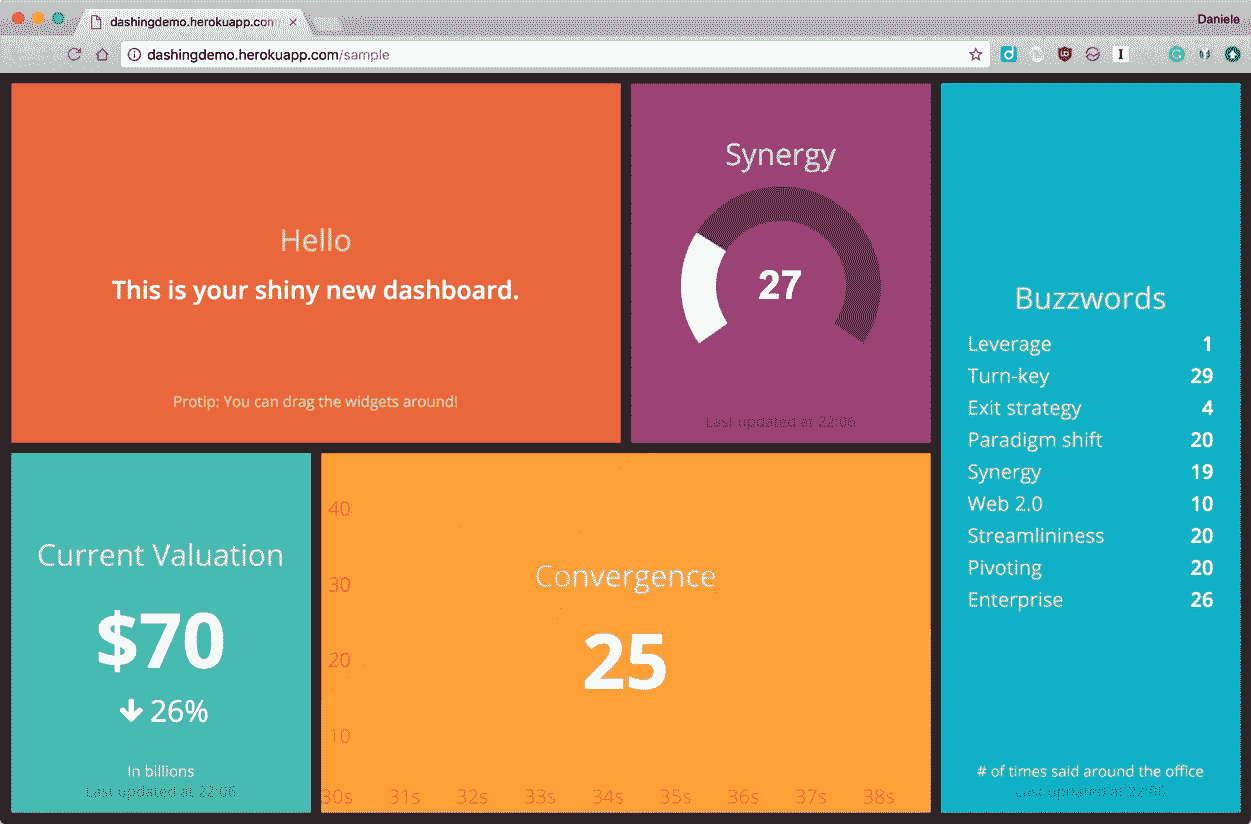 dashingdemo.herokuapp.com
Daniele
dashingdemo.herokuapp.com/sample
Hello
This is your shiny new dashboard.
Protip: You can drag the widgets around!
Synergy
27
Last updated at 22:06
Buzzwords
Leverage 1
Turn-key 29
Exit strategy 4
Paradigm shift 20
Synergy 19
Web 2.0 10
Streamlininess 20
Pivoting 20
Enterprise 26
# of times said around the office
Last updated at 22:06
Current Valuation
$70
26%
In billions
Last updated at 22:06
Convergence
25
40
30
20
10
30s 31s 32s 33s 34s 35s 36s 37s 38s